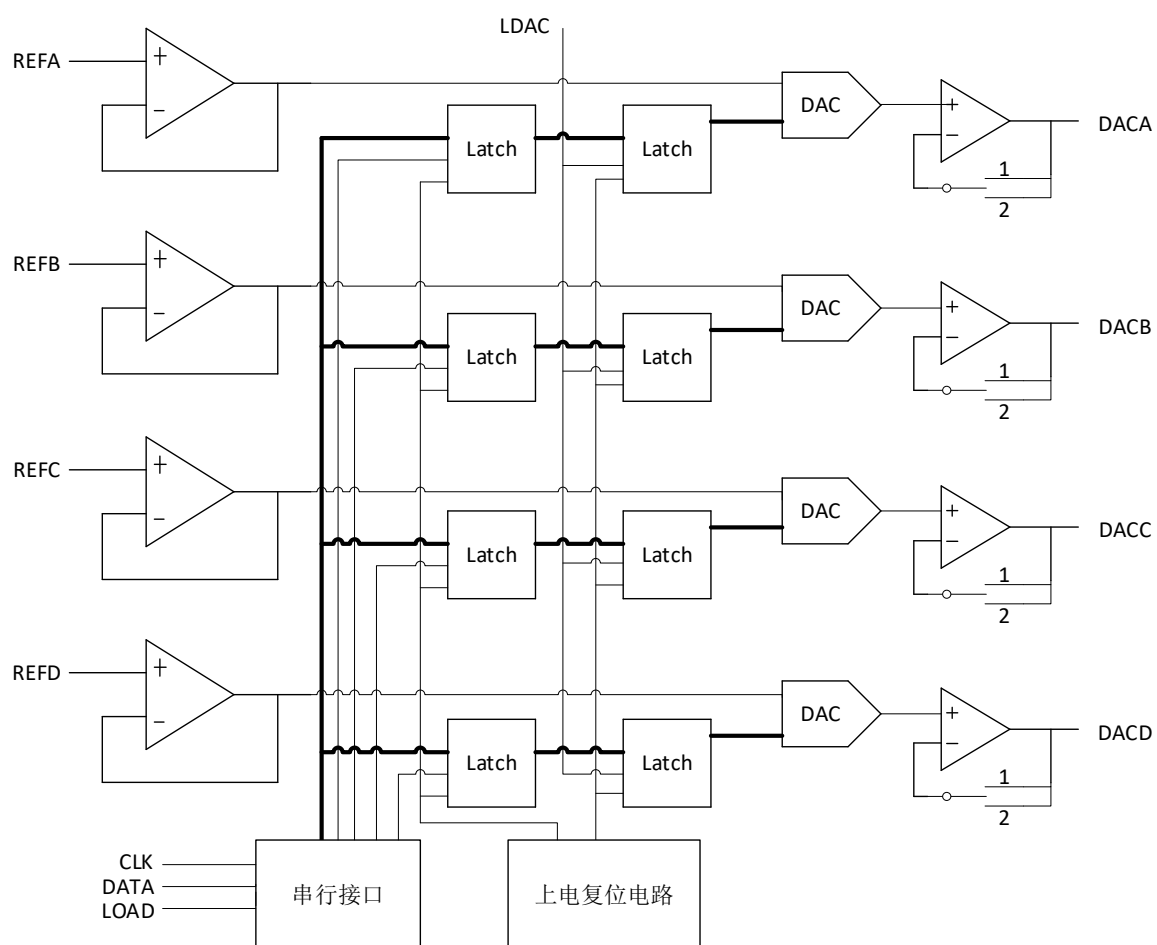 LDAC
REFA
+
−
DAC
+
−
DACA
Latch
Latch
1
2
REFB
+
−
DAC
+
−
DACB
Latch
Latch
1
2
REFC
+
−
DAC
+
−
DACC
Latch
Latch
1
2
REFD
+
−
DAC
+
−
DACD
Latch
Latch
1
2
CLK
DATA
LOAD
串行接口
上电复位电路